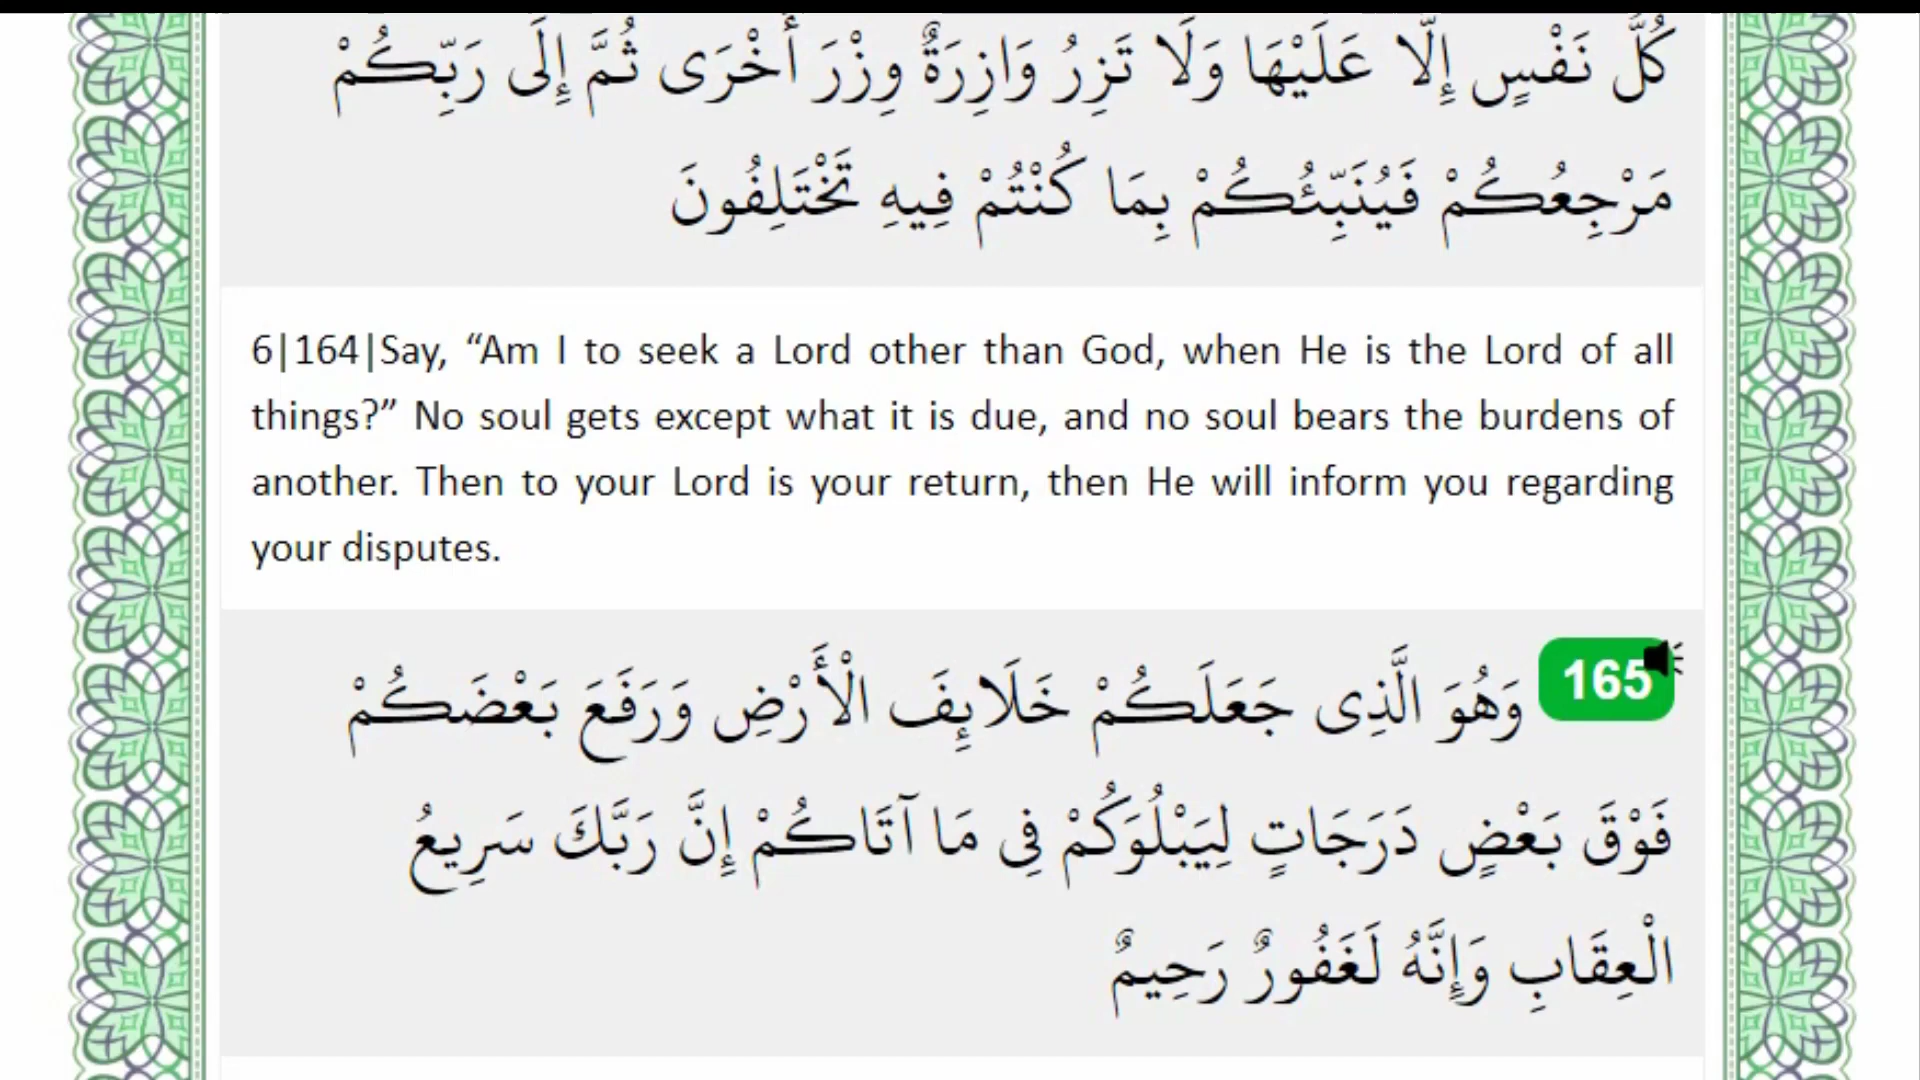 كُلُّ نَفْسٍ إِلَّا عَلَيْهَا وَلَا تَزِرُ وَازِرَةٌ وِزْرَ أُخْرَى ثُمَّ إِلَى رَبِّكُمْ
مَرْجِعُكُمْ فَيُنَبِّئُكُمْ بِمَا كُنْتُمْ فِيهِ تَخْتَلِفُونَ
6|164|Say, “Am I to seek a Lord other than God, when He is the Lord of all
things?” No soul gets except what it is due, and no soul bears the burdens of
another. Then to your Lord is your return, then He will inform you regarding
your disputes.
165 وَهُوَ الَّذِى جَعَلَكُمْ خَلَايِٕفَ الْأَرْضِ وَرَفَعَ بَعْضَكُمْ
فَوْقَ بَعْضٍ دَرَجَاتٍ لِيَبْلُوَكُمْ فِى مَا آتَاكُمْ إِنَّ رَبَّكَ سَرِيعُ
الْعِقَابِ وَإِنَّهُ لَغَفُورٌ رَحِيمٌ